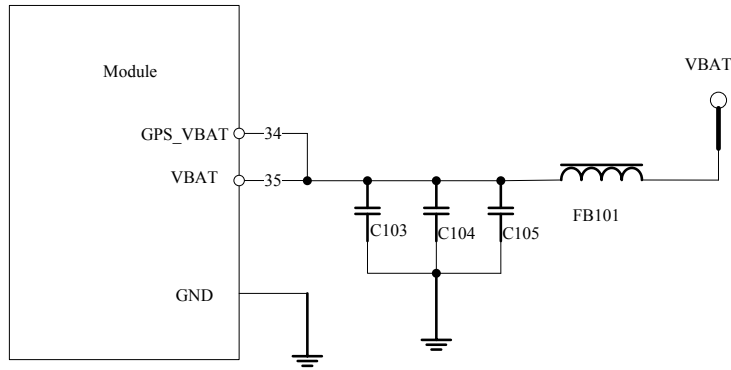 Module
VBAT
GPS_VBAT 34
VBAT 35
C103 C104 C105
FB101
GND